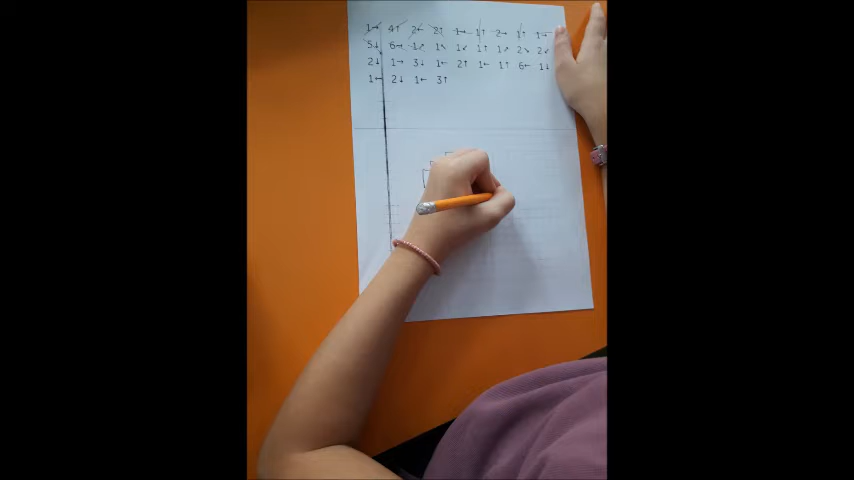 1→ 4↑ 2← 2↑ 1→ 1↑ 2→ 1↑ 1→
5↓ 6→ 1↗ 1↖ 1↙ 1↑ 1↗ 2↘ 2↙
2↓ 1→ 3↓ 1← 2↑ 1← 1↑ 6← 1↓
1← 2↓ 1← 3↑